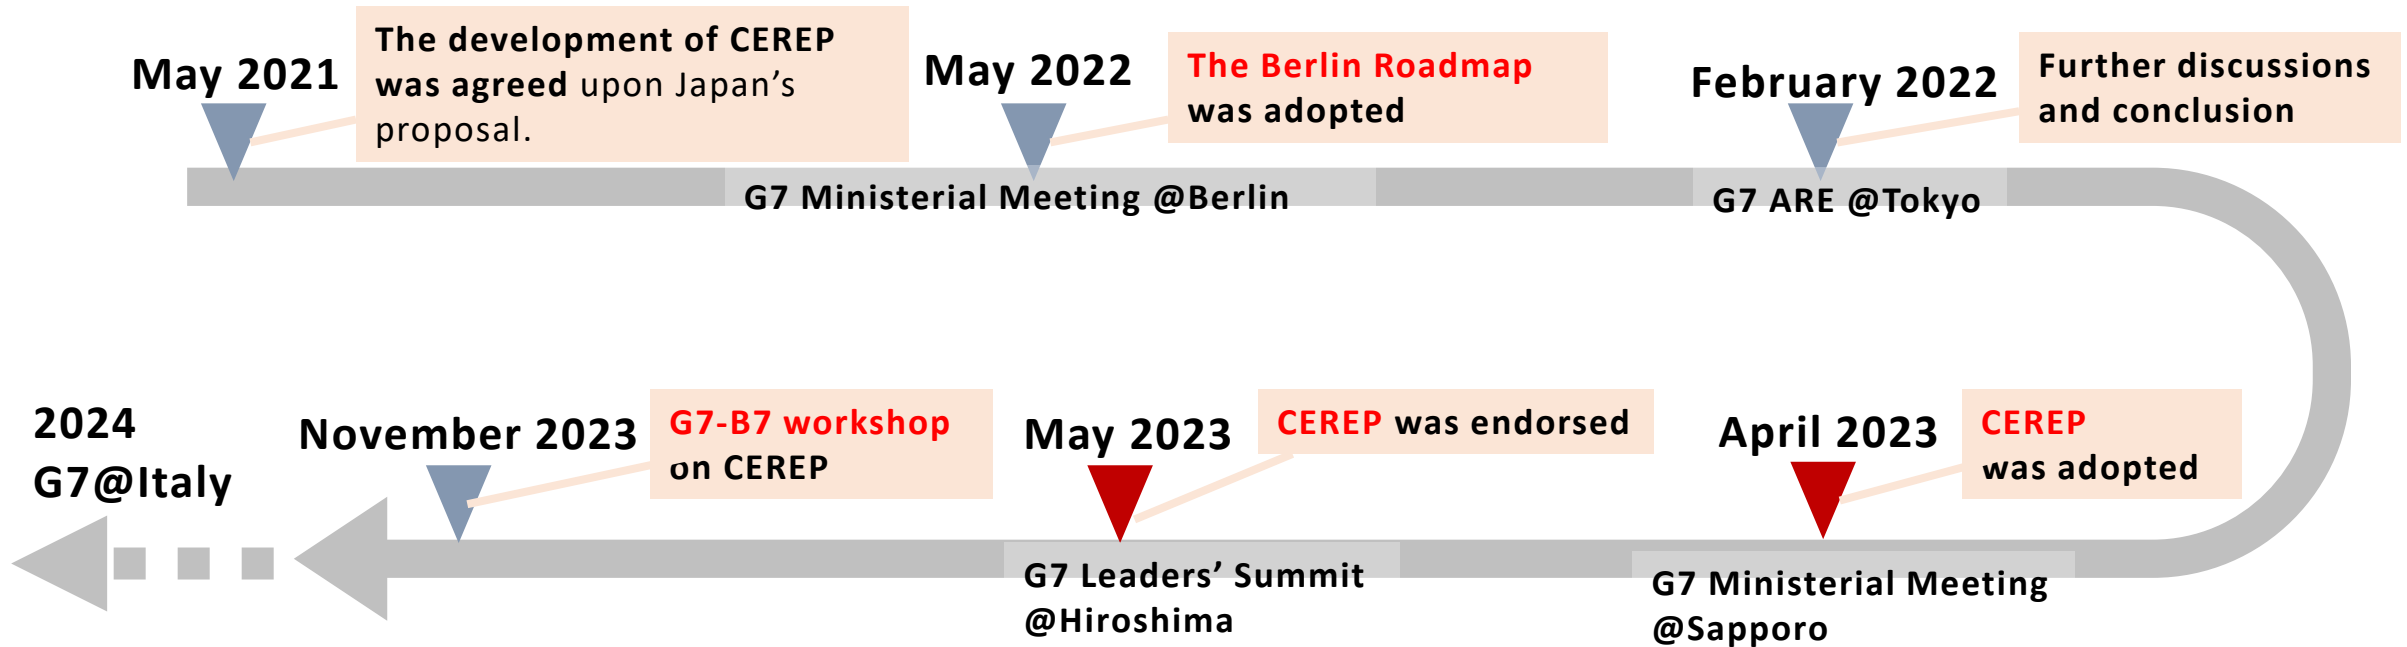 May 2021
The development of CEREP
was agreed upon Japan’s
proposal.
May 2022
The Berlin Roadmap
was adopted
G7 Ministerial Meeting @Berlin
February 2022
Further discussions
and conclusion
G7 ARE @Tokyo
April 2023
CEREP
was adopted
G7 Ministerial Meeting
@Sapporo
May 2023
CEREP was endorsed
G7 Leaders’ Summit
@Hiroshima
November 2023
G7-B7 workshop
on CEREP
2024
G7@Italy